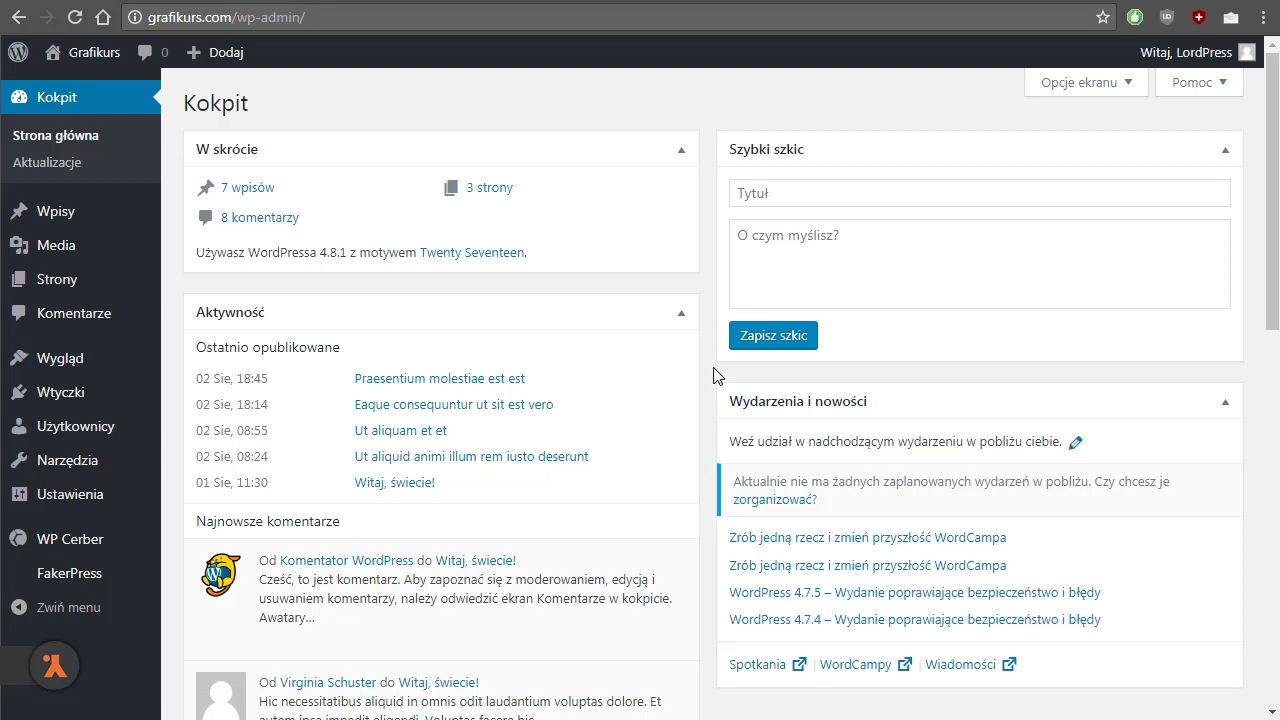 grafikurs.com/wp-admin/
Grafikurs
0
Dodaj
Witaj, LordPress
Kokpit
Strona główna
Aktualizacje
Wpisy
Media
Strony
Komentarze
Wygląd
Wtyczki
Użytkownicy
Narzędzia
Ustawienia
WP Cerber
FakerPress
Zwiń menu
Opcje ekranu
Pomoc
Kokpit
W skrócie
7 wpisów
3 strony
8 komentarzy
Używasz WordPressa 4.8.1 z motywem Twenty Seventeen.
Aktywność
Ostatnio opublikowane
02 Sie, 18:45 Praesentium molestiae est est
02 Sie, 18:14 Eaque consequuntur ut sit est vero
02 Sie, 08:55 Ut aliquam et et
02 Sie, 08:24 Ut aliquid animi illum rem iusto deserunt
01 Sie, 11:30 Witaj, świecie!
Najnowsze komentarze
Od Komentator WordPress do Witaj, świecie!
Cześć, to jest komentarz. Aby zapoznać się z moderowaniem, edycją i
usuwaniem komentarzy, należy odwiedzić ekran Komentarze w kokpicie.
Awatary...
Od Virginia Schuster do Witaj, świecie!
Hic necessitatibus aliquid in omnis odit laudantium voluptas dolore. Et
autem ipsa impedit eligendi. Voluptas facere hic
Szybki szkic
Tytuł
O czym myślisz?
Zapisz szkic
Wydarzenia i nowości
Weź udział w nadchodzącym wydarzeniu w pobliżu ciebie.
Aktualnie nie ma żadnych zaplanowanych wydarzeń w pobliżu. Czy chcesz je
zorganizować?
Zrób jedną rzecz i zmień przyszłość WordCampa
Zrób jedną rzecz i zmień przyszłość WordCampa
WordPress 4.7.5 – Wydanie poprawiające bezpieczeństwo i błędy
WordPress 4.7.4 – Wydanie poprawiające bezpieczeństwo i błędy
Spotkania | WordCampy | Wiadomości